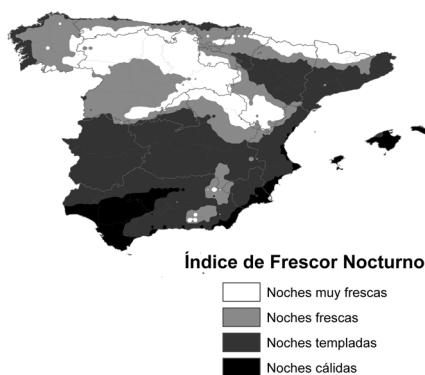 Índice de Frescor Nocturno
Noches muy frescas
Noches frescas
Noches templadas
Noches cálidas